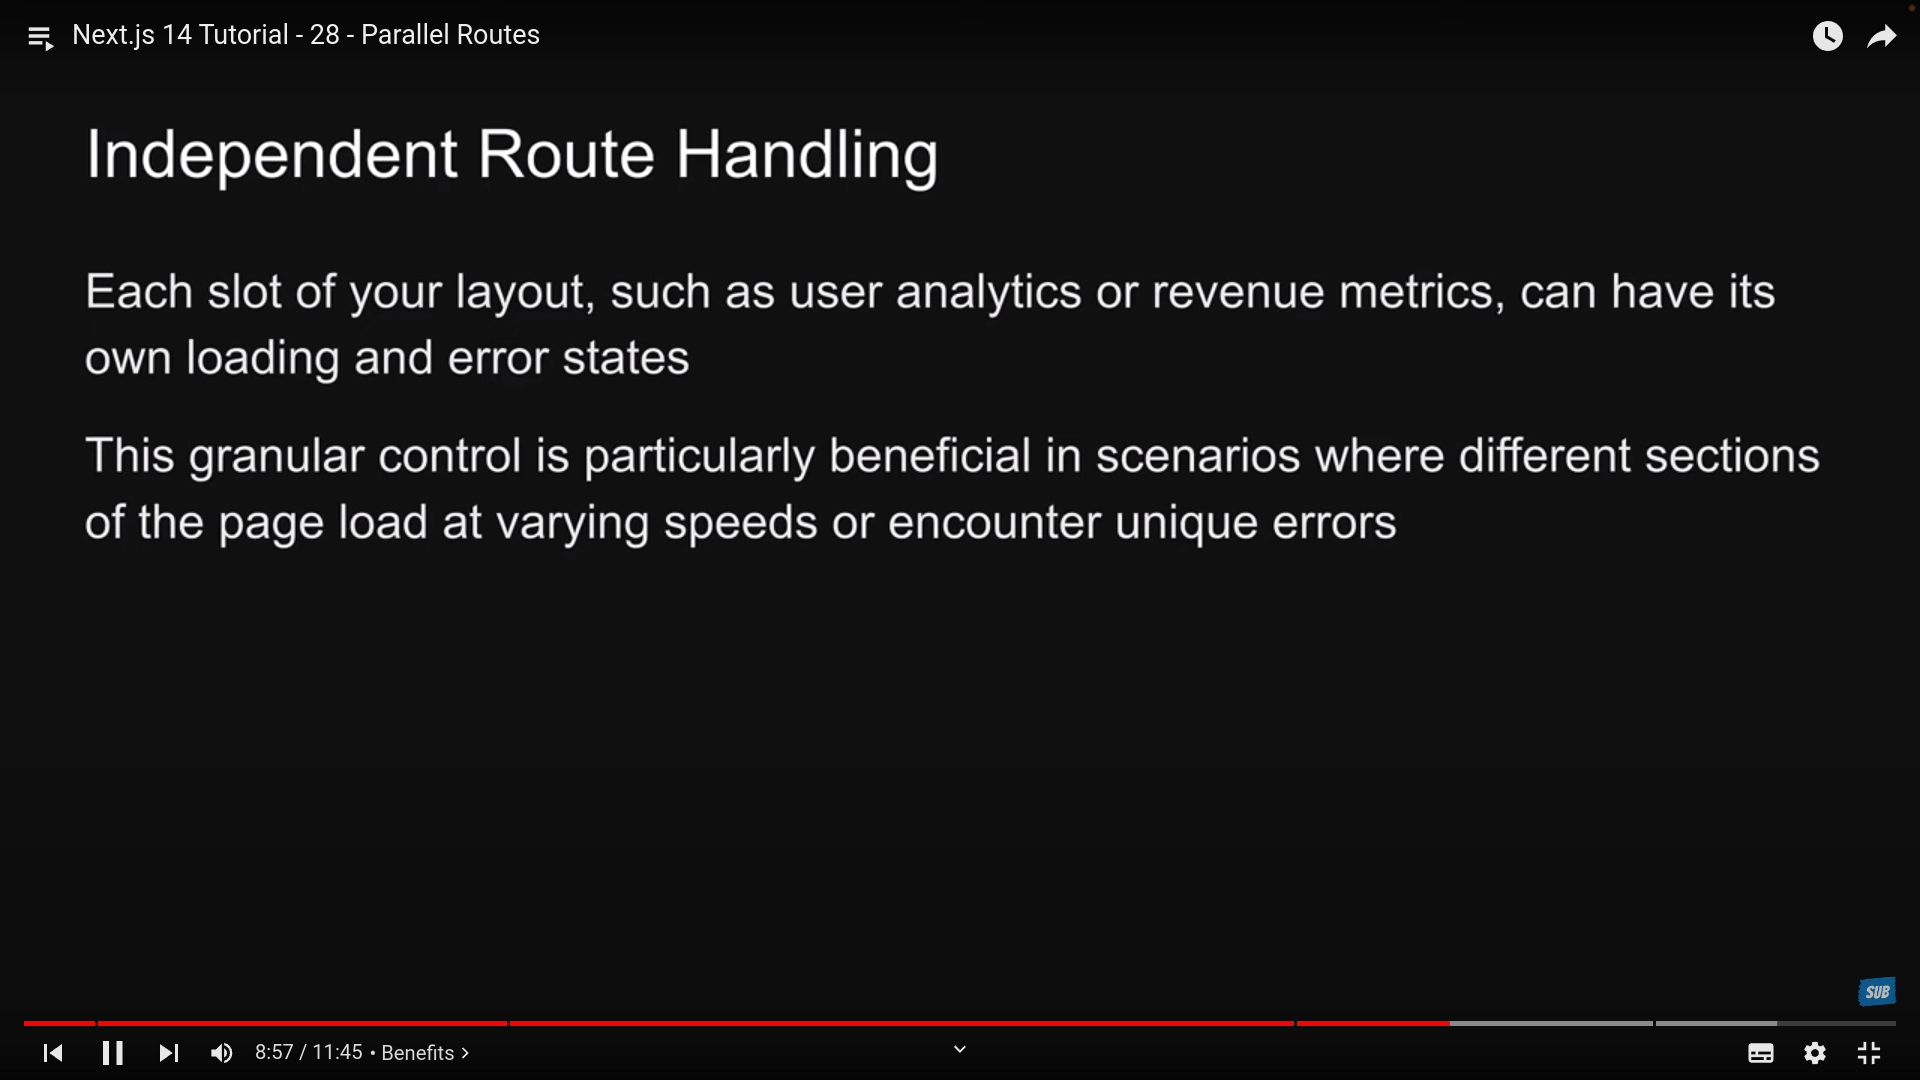 Next.js 14 Tutorial - 28 - Parallel Routes
Independent Route Handling
Each slot of your layout, such as user analytics or revenue metrics, can have its
own loading and error states
This granular control is particularly beneficial in scenarios where different sections
of the page load at varying speeds or encounter unique errors
SUB
8:57 / 11:45 • Benefits >